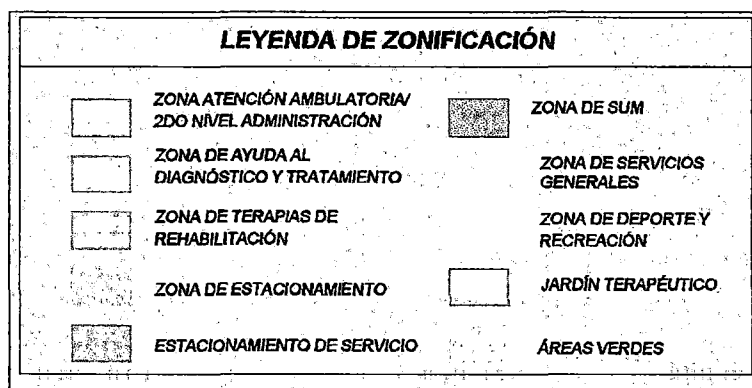 LEYENDA DE ZONIFICACIÓN
ZONA ATENCIÓN AMBULATORIA/
2DO NÍVEL ADMINISTRACIÓN
ZONA DE AYUDA AL
DIAGNÓSTICO Y TRATAMIENTO
ZONA DE TERAPIAS DE
REHABILITACIÓN
ZONA DE ESTACIONAMIENTO
ESTACIONAMIENTO DE SERVICIO
ZONA DE SUM
ZONA DE SERVICIOS
GENERALES
ZONA DE DEPORTE Y
RECREACIÓN
JARDÍN TERAPÉUTICO
ÁREAS VERDES